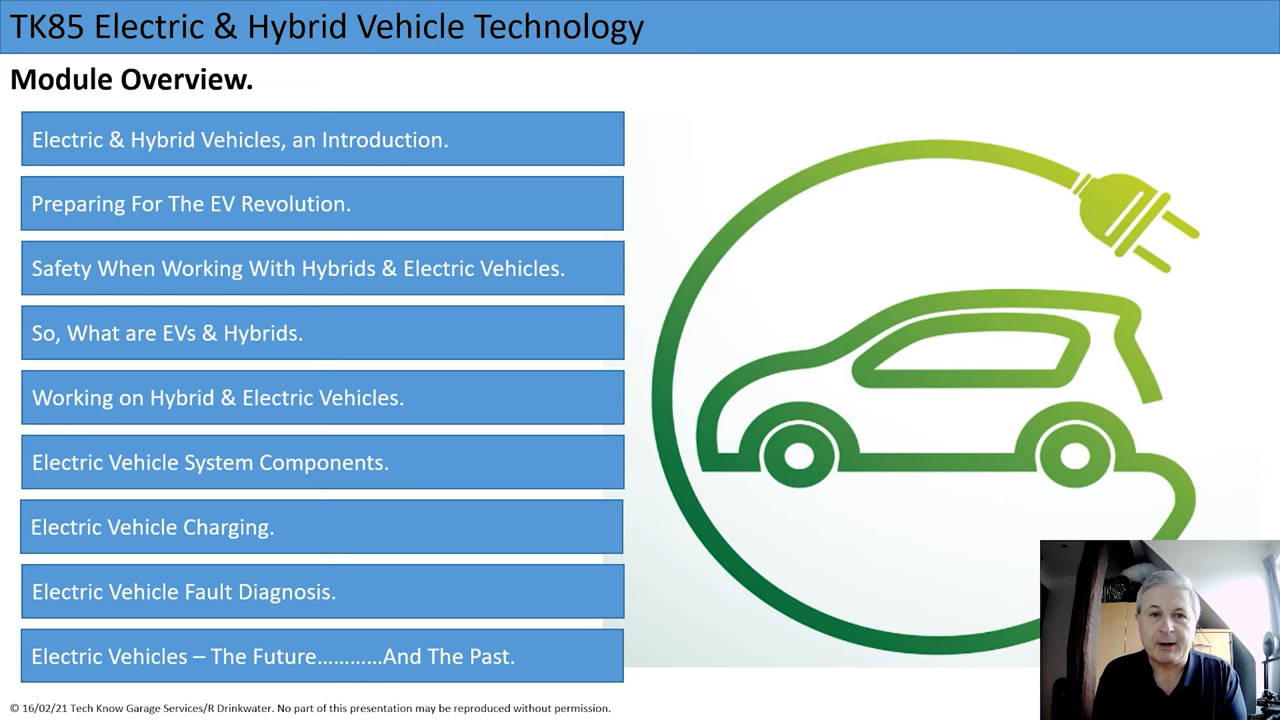 TK85 Electric & Hybrid Vehicle Technology
Module Overview.
Electric & Hybrid Vehicles, an Introduction.
Preparing For The EV Revolution.
Safety When Working With Hybrids & Electric Vehicles.
So, What are EVs & Hybrids.
Working on Hybrid & Electric Vehicles.
Electric Vehicle System Components.
Electric Vehicle Charging.
Electric Vehicle Fault Diagnosis.
Electric Vehicles – The Future…………And The Past.
© 16/02/21 Tech Know Garage Services/R Drinkwater. No part of this presentation may be reproduced without permission.